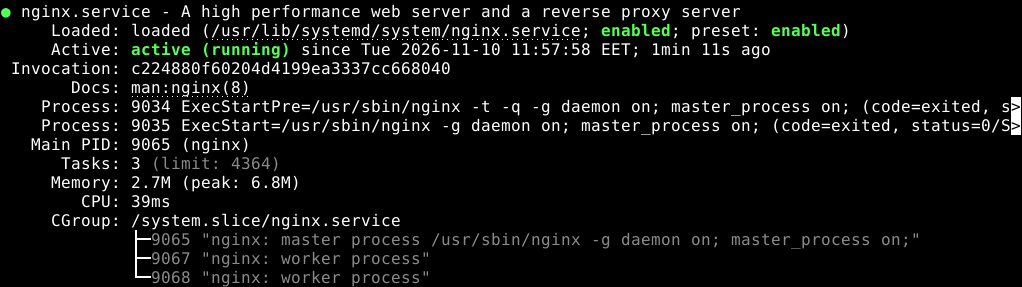 ● nginx.service - A high performance web server and a reverse proxy server
     Loaded: loaded (/usr/lib/systemd/system/nginx.service; enabled; preset: enabled)
     Active: active (running) since Tue 2026-11-10 11:57:58 EET; 1min 11s ago
 Invocation: c224880f60204d4199ea3337cc668040
       Docs: man:nginx(8)
    Process: 9034 ExecStartPre=/usr/sbin/nginx -t -q -g daemon on; master_process on; (code=exited, s>
    Process: 9035 ExecStart=/usr/sbin/nginx -g daemon on; master_process on; (code=exited, status=0/S>
   Main PID: 9065 (nginx)
      Tasks: 3 (limit: 4364)
     Memory: 2.7M (peak: 6.8M)
        CPU: 39ms
     CGroup: /system.slice/nginx.service
             ├─9065 "nginx: master process /usr/sbin/nginx -g daemon on; master_process on;"
             ├─9067 "nginx: worker process"
             └─9068 "nginx: worker process"